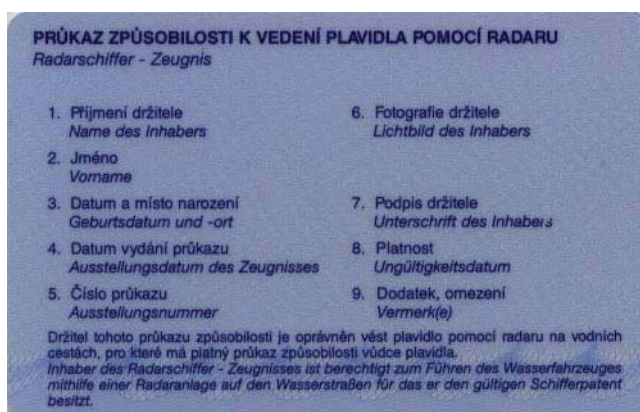 PRŮKAZ ZPŮSOBILOSTI K VEDENÍ PLAVIDLA POMOCÍ RADARU
Radarschiffer - Zeugnis
1. Příjmení držitele
Name des Inhabers
2. Jméno
Vorname
3. Datum a místo narození
Geburtsdatum und -ort
4. Datum vydání průkazu
Ausstellungsdatum des Zeugnisses
5. Číslo průkazu
Ausstellungsnummer
6. Fotografie držitele
Lichtbild des Inhabers
7. Podpis držitele
Unterschrift des Inhabers
8. Platnost
Ungültigkeitsdatum
9. Dodatek, omezení
Vermerk(e)
Držitel tohoto průkazu způsobilosti je oprávněn vést plavidlo pomocí radaru na vodních
cestách, pro které má platný průkaz způsobilosti vůdce plavidla.
Inhaber des Radarschiffer - Zeugnisses ist berechtigt zum Führen des Wasserfahrzeuges
mithilfe einer Radaranlage auf den Wasserstraßen für das er den gültigen Schifferpatent
besitzt.